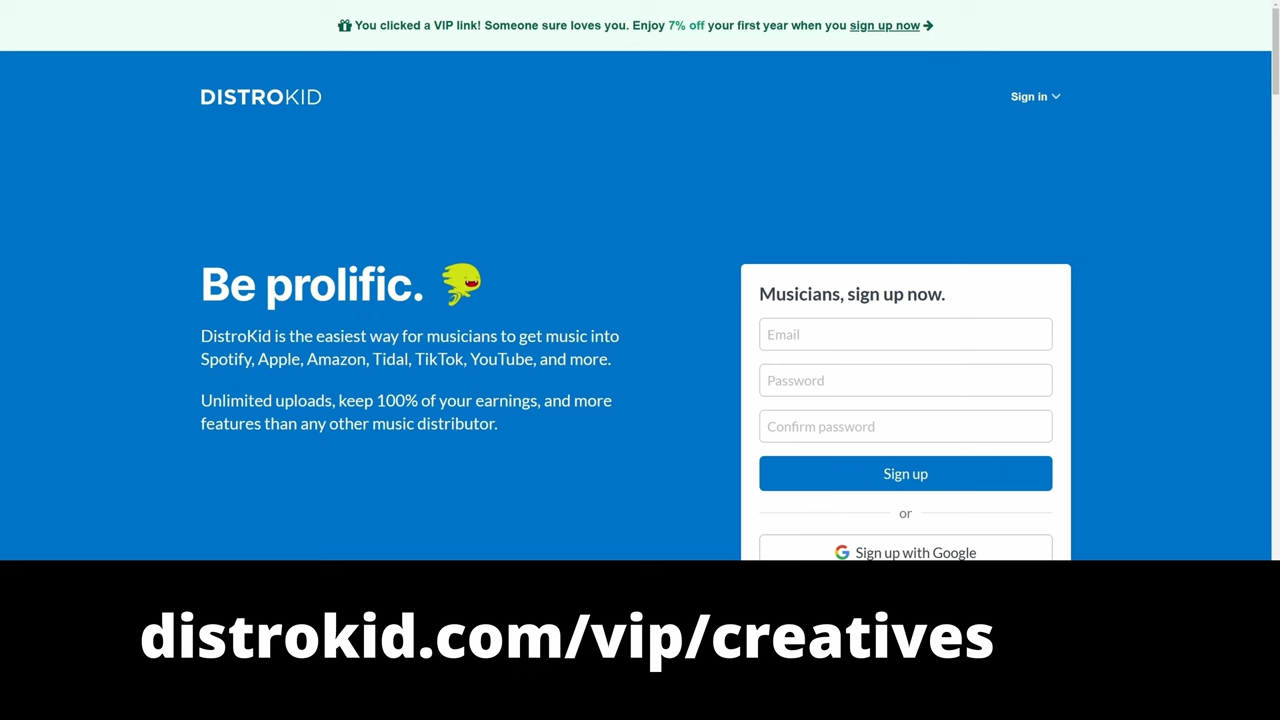 You clicked a VIP link! Someone sure loves you. Enjoy 7% off your first year when you sign up now
DISTROKID
Sign in
Be prolific.
DistroKid is the easiest way for musicians to get music into
Spotify, Apple, Amazon, Tidal, TikTok, YouTube, and more.
Unlimited uploads, keep 100% of your earnings, and more
features than any other music distributor.
Musicians, sign up now.
Email
Password
Confirm password
Sign up
or
Sign up with Google
distrokid.com/vip/creatives